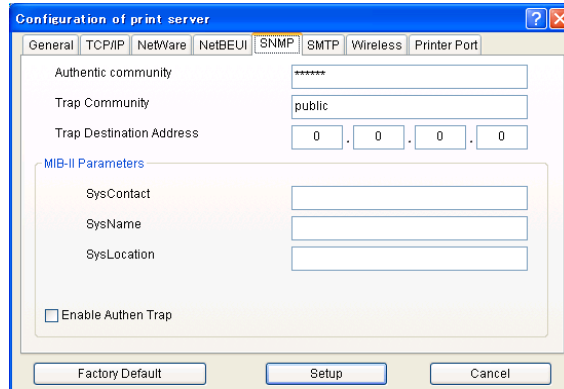 Configuration of print server
General TCP/IP NetWare NetBEUI SNMP SMTP Wireless Printer Port
Authentic community ******
Trap Community public
Trap Destination Address 0 . 0 . 0 . 0
MIB-II Parameters
SysContact
SysName
SysLocation
Enable Authen Trap
Factory Default Setup Cancel